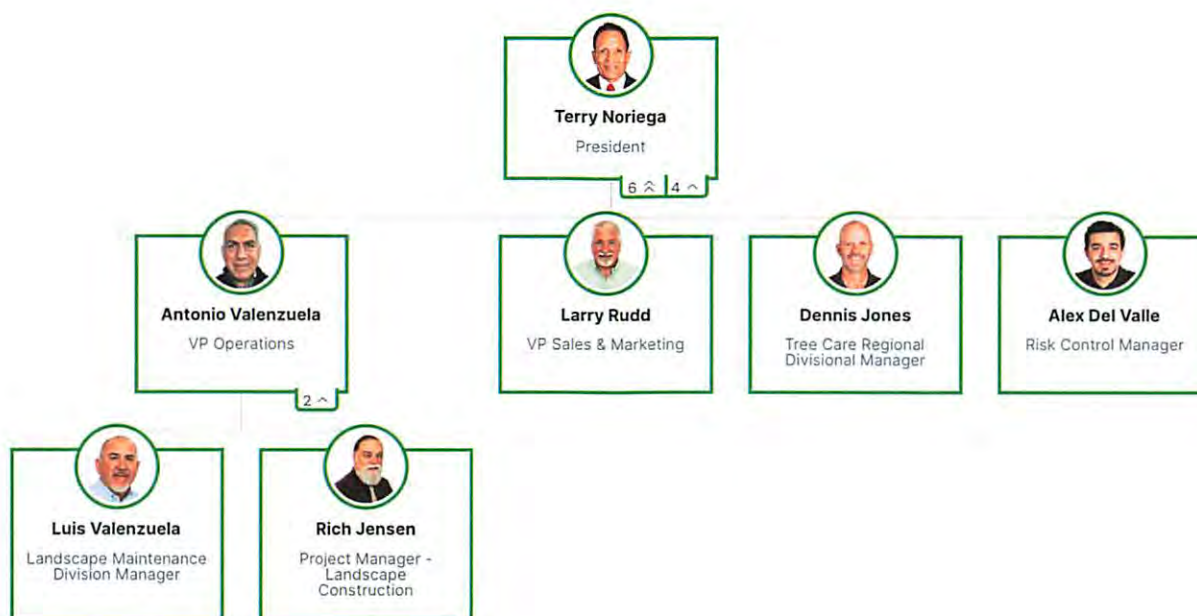 Terry Noriega
President
6 4
Antonio Valenzuela
VP Operations
2
Larry Rudd
VP Sales & Marketing
Dennis Jones
Tree Care Regional
Divisional Manager
Alex Del Valle
Risk Control Manager
Luis Valenzuela
Landscape Maintenance
Division Manager
Rich Jensen
Project Manager -
Landscape
Construction